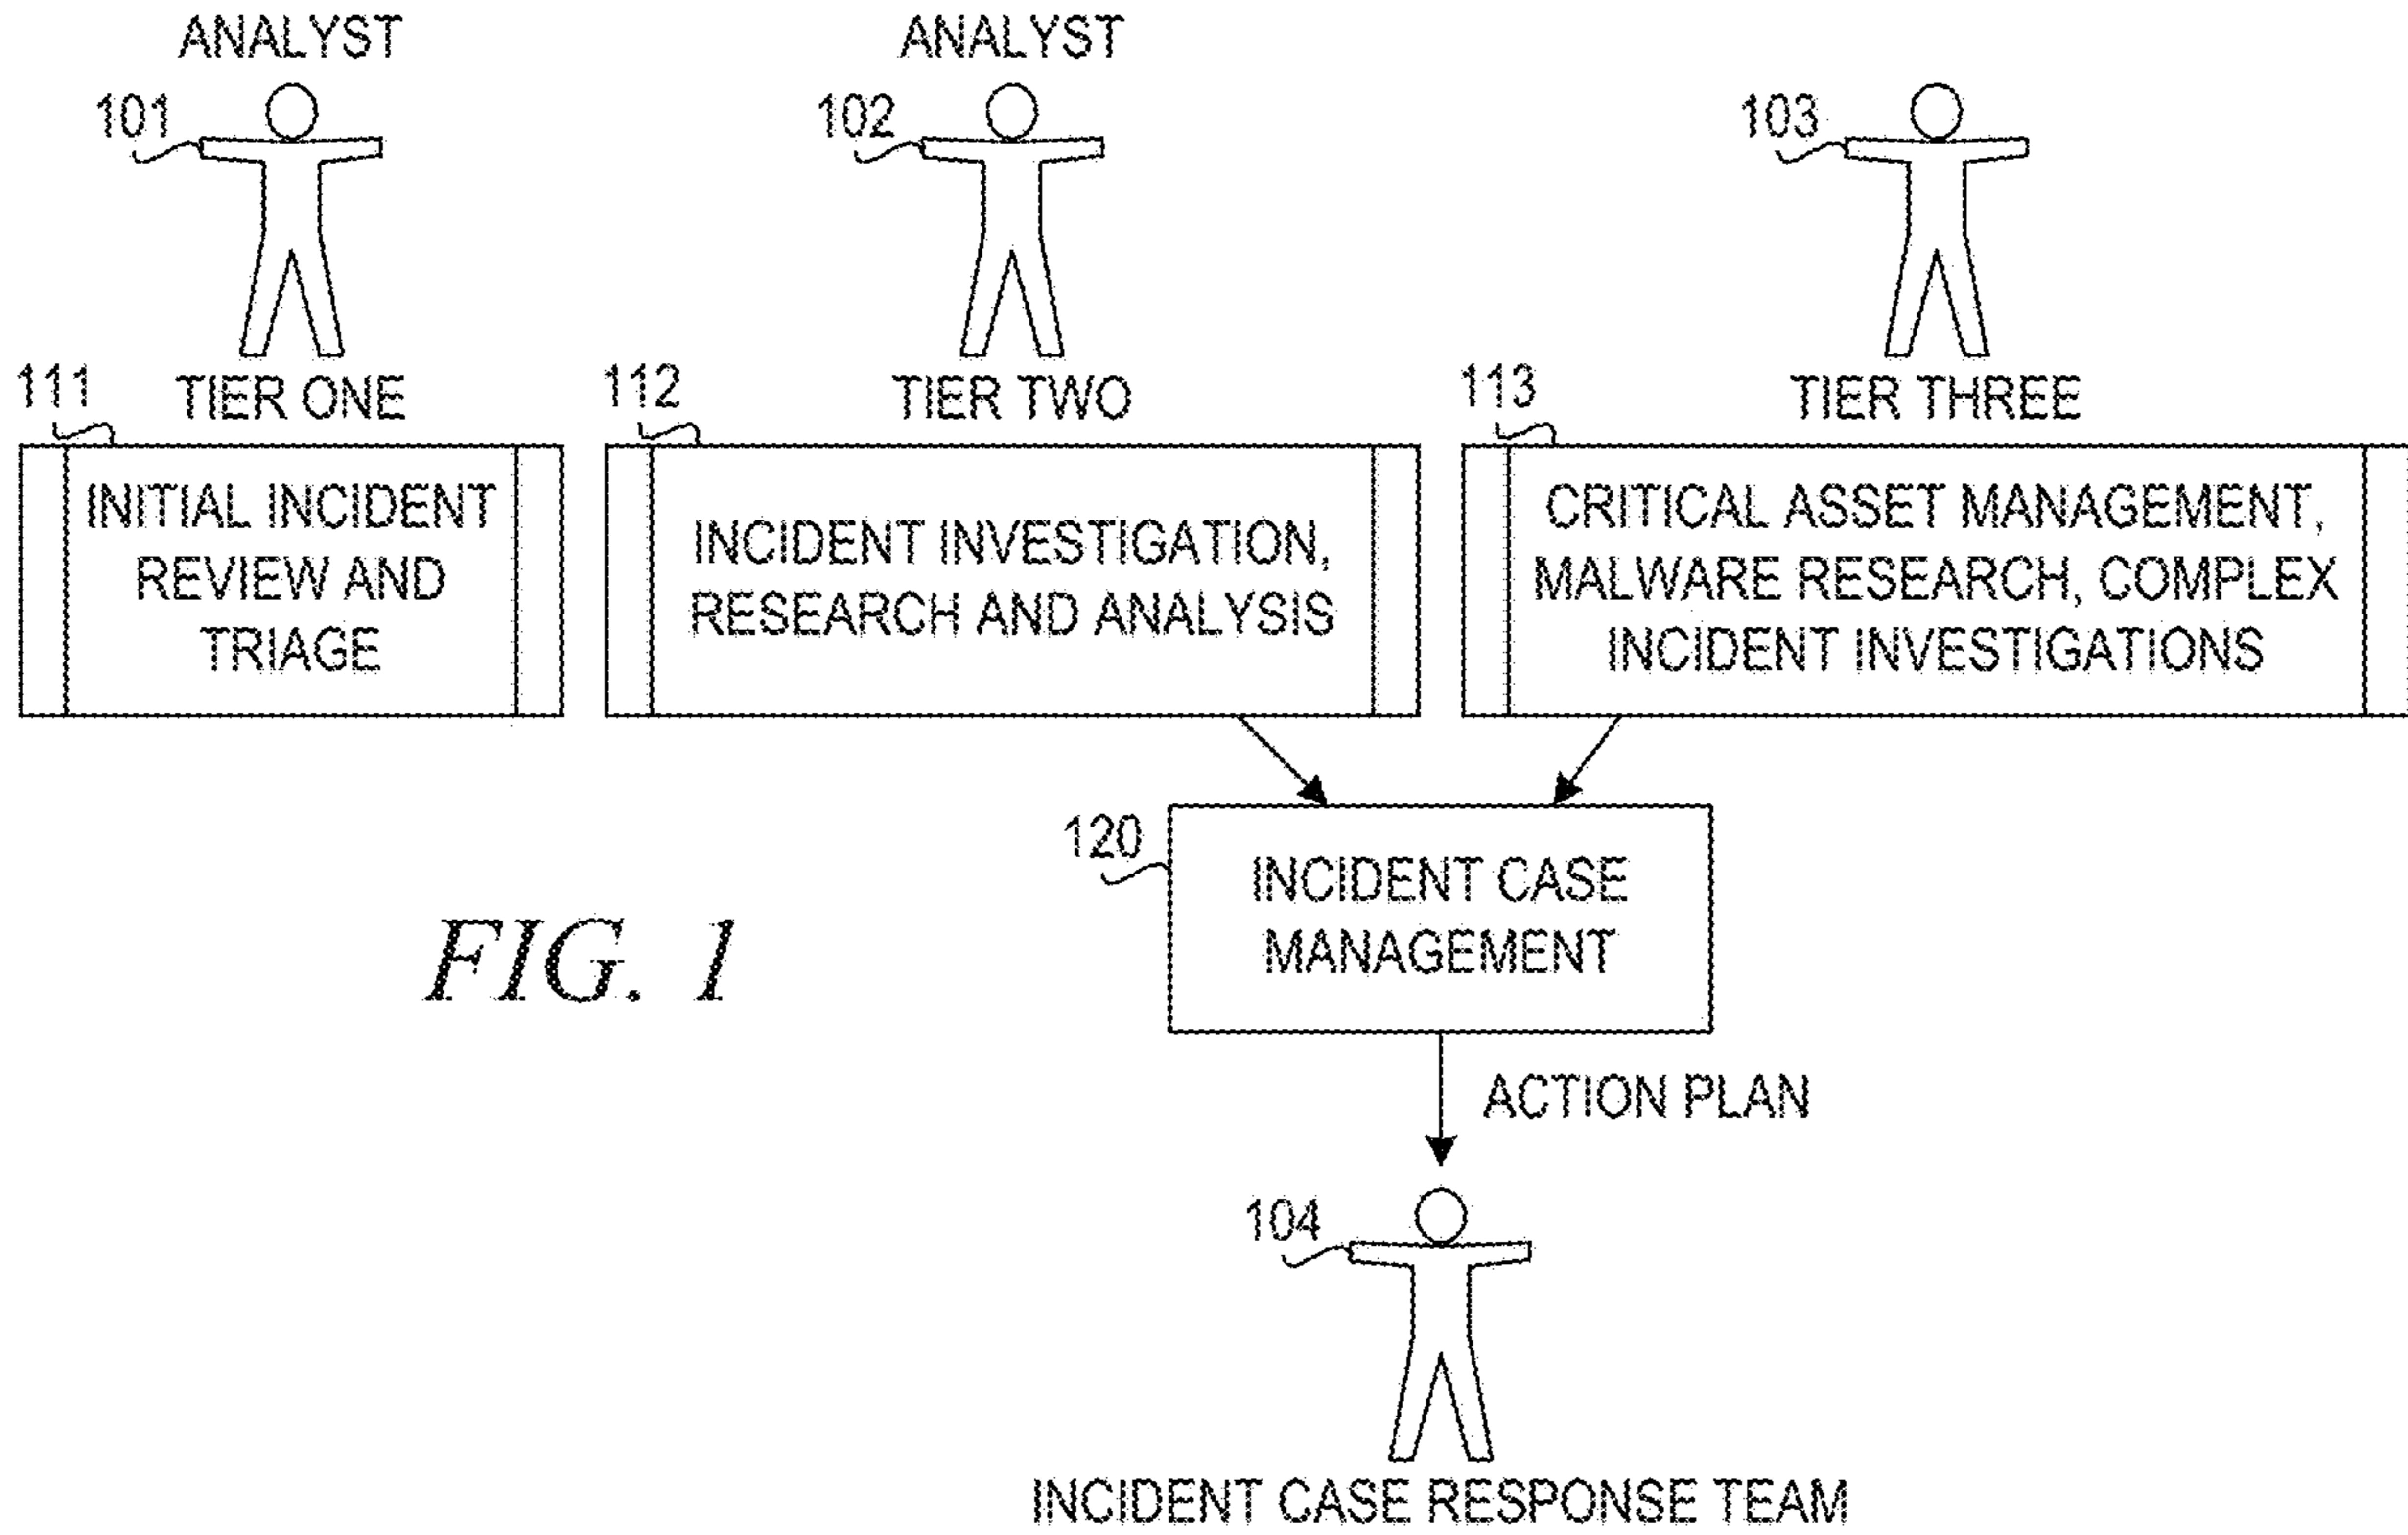 ANALYST
101
TIER ONE
111
INITIAL INCIDENT
REVIEW AND
TRIAGE
ANALYST
102
TIER TWO
112
INCIDENT INVESTIGATION,
RESEARCH AND ANALYSIS
103
TIER THREE
113
CRITICAL ASSET MANAGEMENT,
MALWARE RESEARCH, COMPLEX
INCIDENT INVESTIGATIONS
120
INCIDENT CASE
MANAGEMENT
FIG. 1
ACTION PLAN
104
INCIDENT CASE RESPONSE TEAM